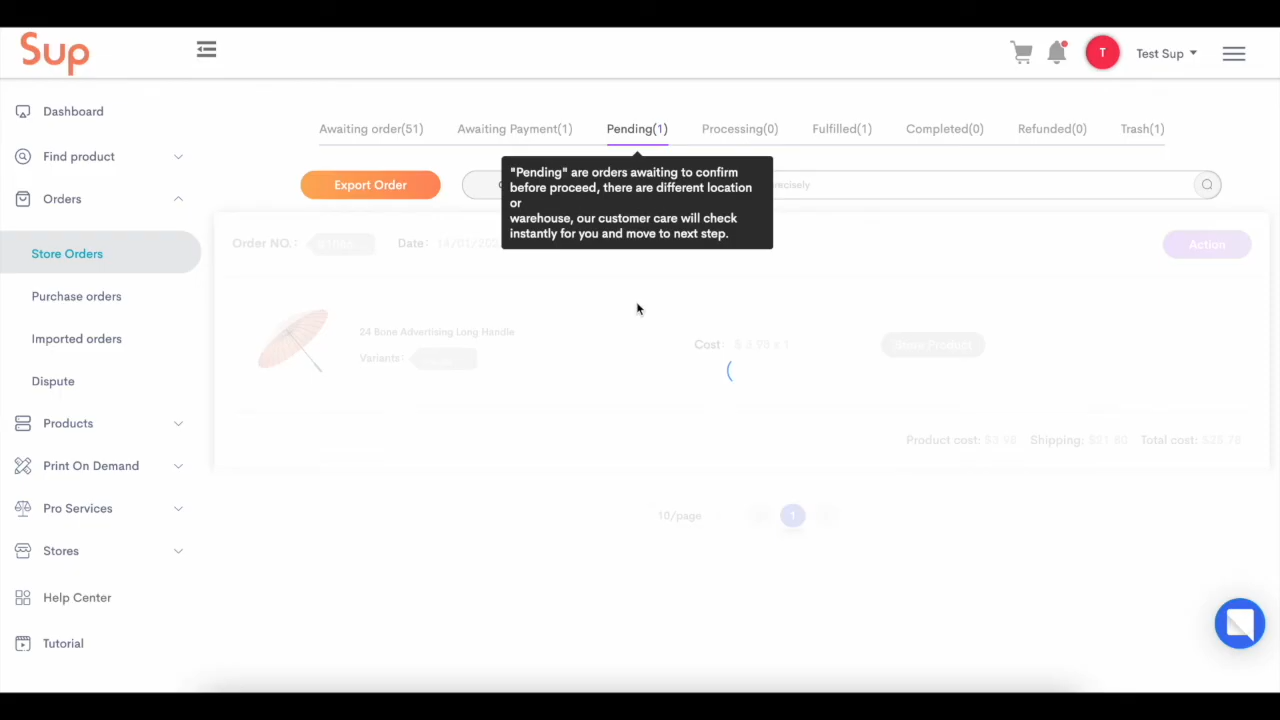 Sup
T
Test Sup
Dashboard
Find product
Orders
Store Orders
Purchase orders
Imported orders
Dispute
Products
Print On Demand
Pro Services
Stores
Help Center
Tutorial
Awaiting order(51)
Awaiting Payment(1)
Pending(1)
Processing(0)
Fulfilled(1)
Completed(0)
Refunded(0)
Trash(1)
"Pending" are orders awaiting to confirm
before proceed, there are different location
or
warehouse, our customer care will check
instantly for you and move to next step.
Export Order
Order NO.:
Date: 14/01/
Action
24 Bone Advertising Long Handle
Variants:
Cost:
Show Product
Product cost:
Shipping:
Total cost:
10/page
1